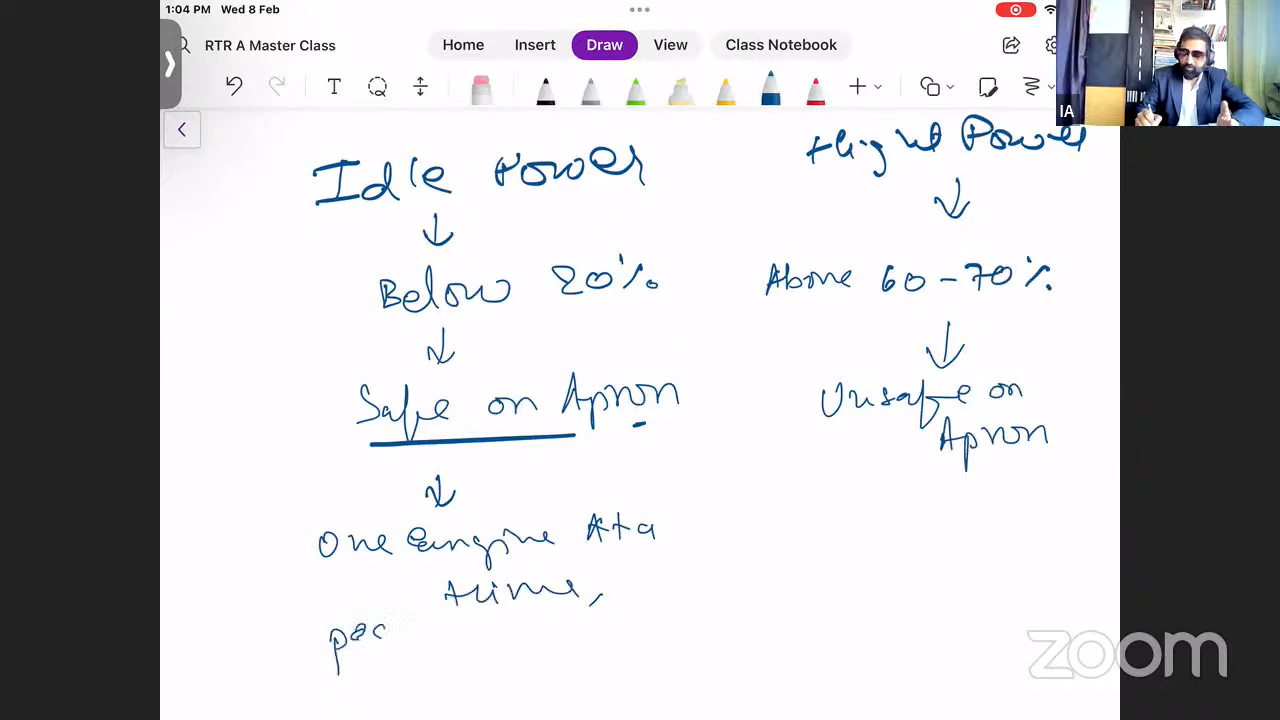 1:04 PM Wed 8 Feb
RTR A Master Class
Home Insert Draw View Class Notebook
T
IA
Idle Power
Flight Power
Below 20%
Above 60-70%
Safe on Apron
Unsafe on
Apron
One Engine At a
time,
zoom